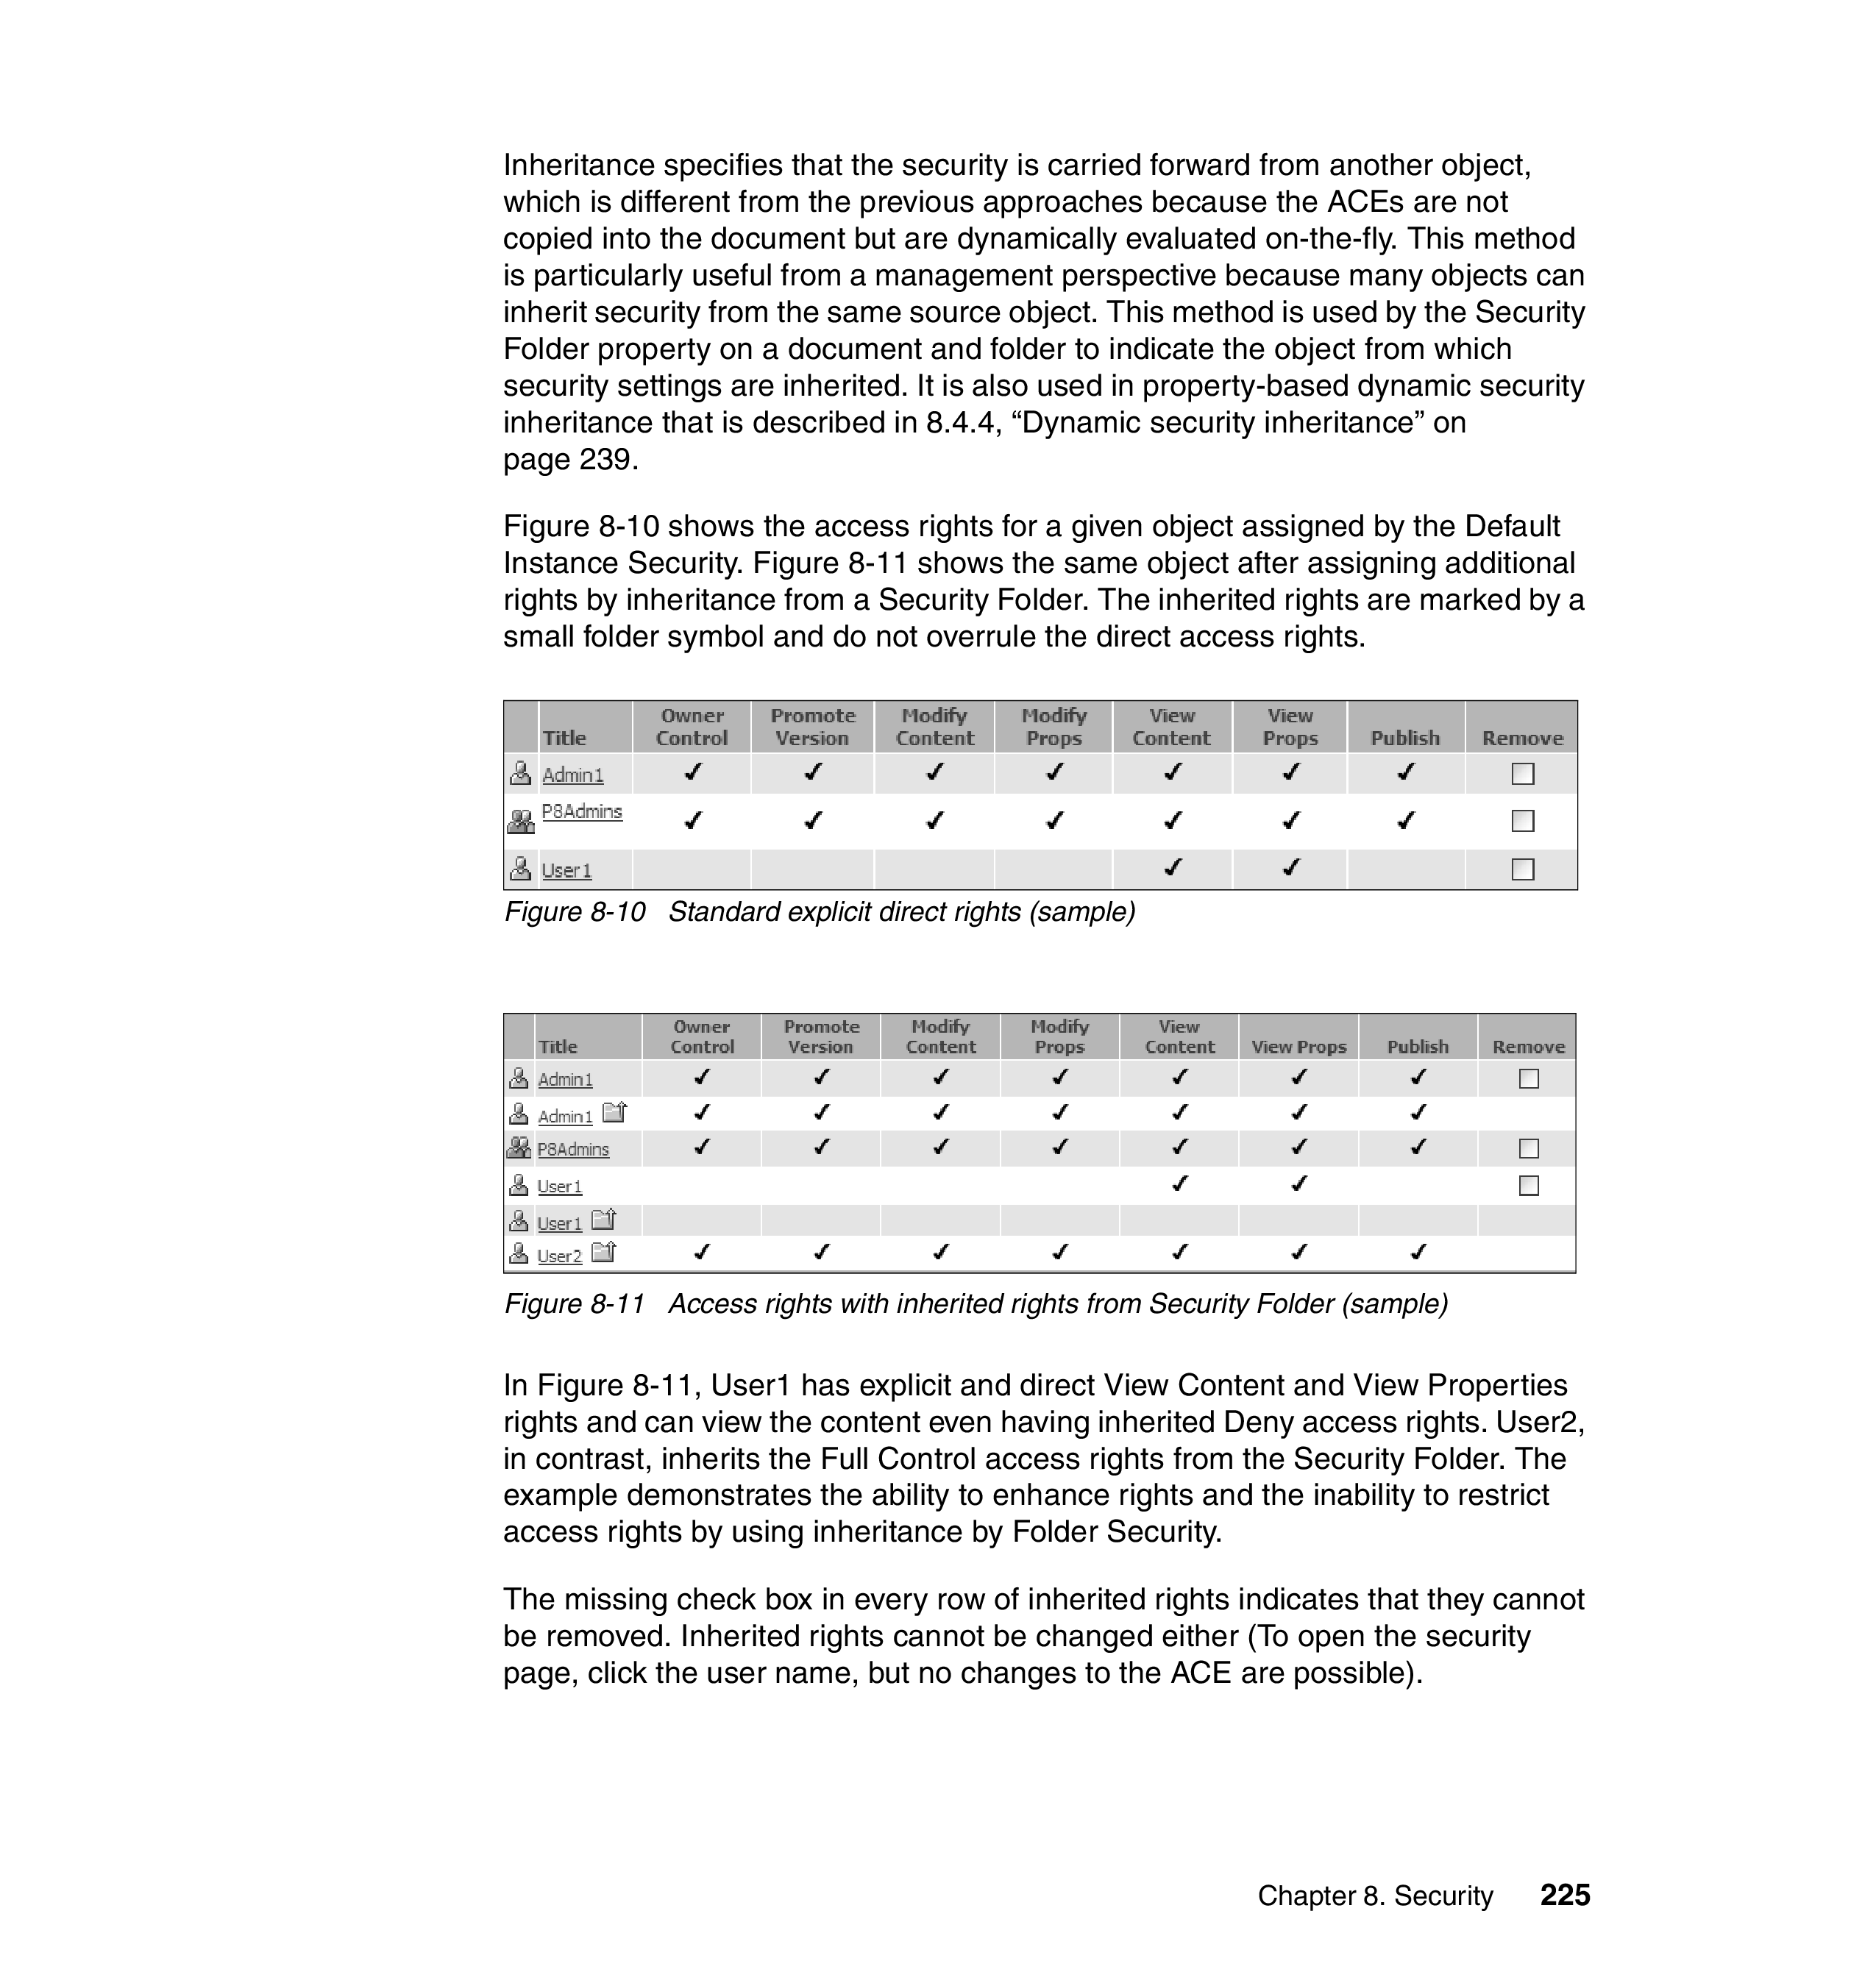 Inheritance specifies that the security is carried forward from another object,
which is different from the previous approaches because the ACEs are not
copied into the document but are dynamically evaluated on-the-fly. This method
is particularly useful from a management perspective because many objects can
inherit security from the same source object. This method is used by the Security
Folder property on a document and folder to indicate the object from which
security settings are inherited. It is also used in property-based dynamic security
inheritance that is described in 8.4.4, “Dynamic security inheritance” on
page 239.
Figure 8-10 shows the access rights for a given object assigned by the Default
Instance Security. Figure 8-11 shows the same object after assigning additional
rights by inheritance from a Security Folder. The inherited rights are marked by a
small folder symbol and do not overrule the direct access rights.
Title Owner Control Promote Version Modify Content Modify Props View Content View Props Publish Remove
Admin1 ✓ ✓ ✓ ✓ ✓ ✓ ✓
P8Admins ✓ ✓ ✓ ✓ ✓ ✓ ✓
User1 ✓ ✓
Figure 8-10 Standard explicit direct rights (sample)
Title Owner Control Promote Version Modify Content Modify Props View Content View Props Publish Remove
Admin1 ✓ ✓ ✓ ✓ ✓ ✓ ✓
Admin1 ✓ ✓ ✓ ✓ ✓ ✓ ✓
P8Admins ✓ ✓ ✓ ✓ ✓ ✓ ✓
User1 ✓ ✓
User1
User2 ✓ ✓ ✓ ✓ ✓ ✓ ✓
Figure 8-11 Access rights with inherited rights from Security Folder (sample)
In Figure 8-11, User1 has explicit and direct View Content and View Properties
rights and can view the content even having inherited Deny access rights. User2,
in contrast, inherits the Full Control access rights from the Security Folder. The
example demonstrates the ability to enhance rights and the inability to restrict
access rights by using inheritance by Folder Security.
The missing check box in every row of inherited rights indicates that they cannot
be removed. Inherited rights cannot be changed either (To open the security
page, click the user name, but no changes to the ACE are possible).
Chapter 8. Security 225